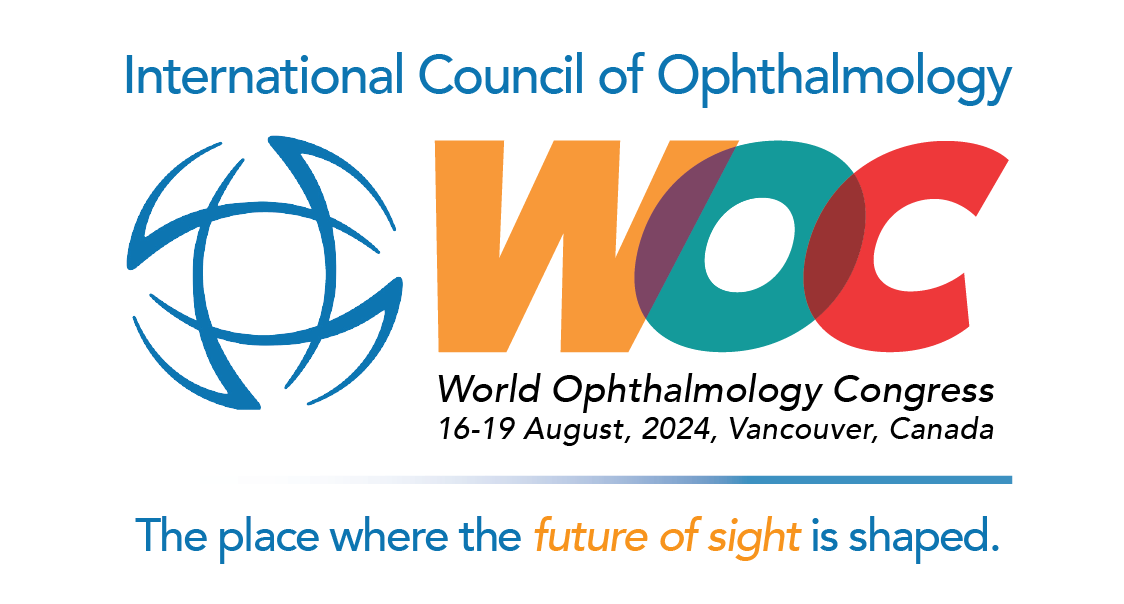 International Council of Ophthalmology
WOC
World Ophthalmology Congress
16-19 August, 2024, Vancouver, Canada
The place where the future of sight is shaped.